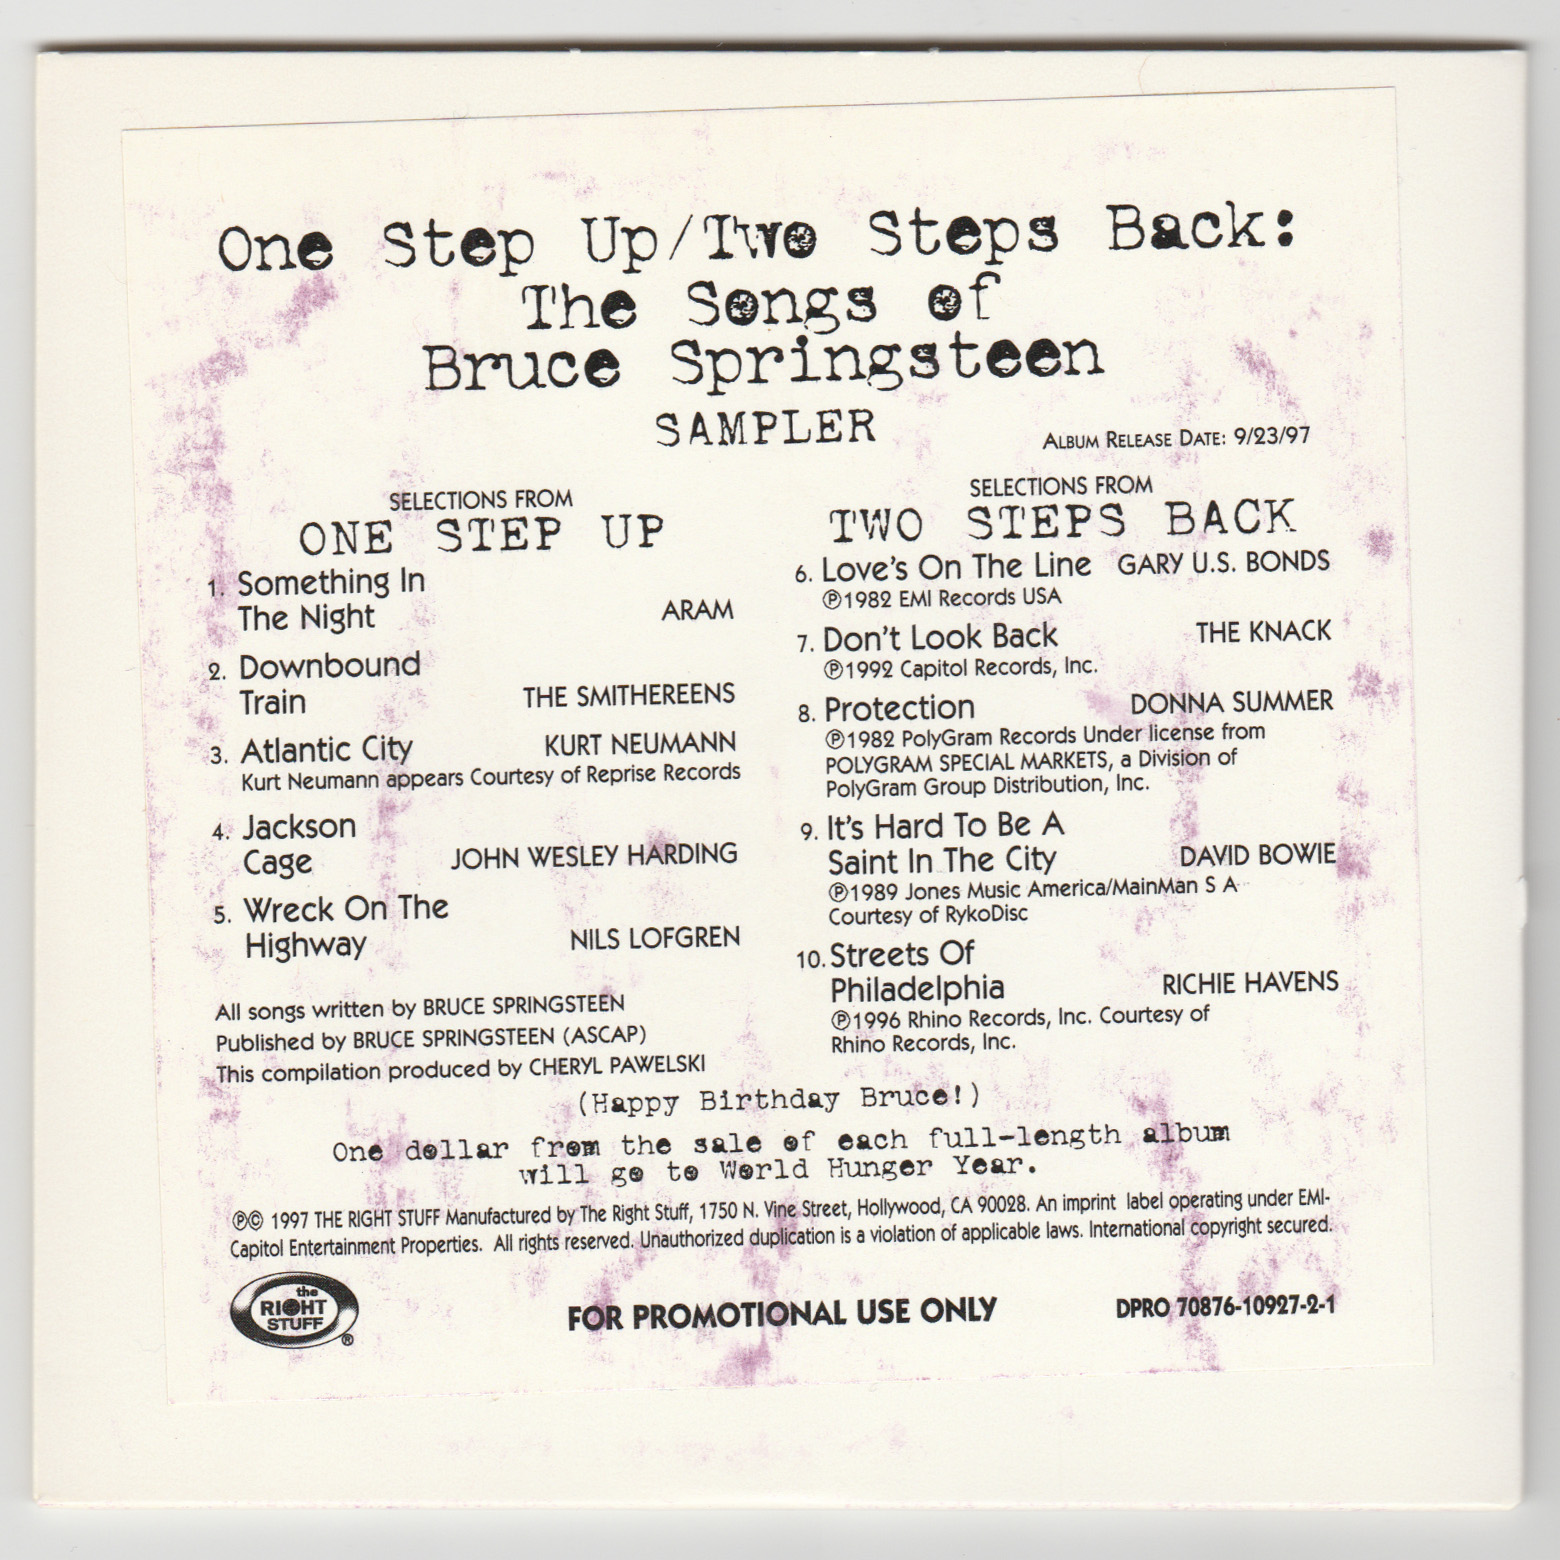 One Step Up/Two Steps Back:
The Songs of
Bruce Springsteen
SAMPLER
ALBUM RELEASE DATE: 9/23/97
SELECTIONS FROM
ONE STEP UP
1. Something In
The Night ARAM
2. Downbound
Train THE SMITHEREENS
3. Atlantic City KURT NEUMANN
Kurt Neumann appears Courtesy of Reprise Records
4. Jackson
Cage JOHN WESLEY HARDING
5. Wreck On The
Highway NILS LOFGREN
All songs written by BRUCE SPRINGSTEEN
Published by BRUCE SPRINGSTEEN (ASCAP)
This compilation produced by CHERYL PAWELSKI
SELECTIONS FROM
TWO STEPS BACK
6. Love's On The Line GARY U.S. BONDS
℗1982 EMI Records USA
7. Don't Look Back THE KNACK
℗1992 Capitol Records, Inc.
8. Protection DONNA SUMMER
℗1982 PolyGram Records Under license from
POLYGRAM SPECIAL MARKETS, a Division of
PolyGram Group Distribution, Inc.
9. It's Hard To Be A
Saint In The City DAVID BOWIE
℗1989 Jones Music America/MainMan S A
Courtesy of RykoDisc
10. Streets Of
Philadelphia RICHIE HAVENS
℗1996 Rhino Records, Inc. Courtesy of
Rhino Records, Inc.
(Happy Birthday Bruce!)
One dollar from the sale of each full-length album
will go to World Hunger Year.
℗© 1997 THE RIGHT STUFF Manufactured by The Right Stuff, 1750 N. Vine Street, Hollywood, CA 90028. An imprint label operating under EMI-
Capitol Entertainment Properties. All rights reserved. Unauthorized duplication is a violation of applicable laws. International copyright secured.
the
RIGHT
STUFF
®
FOR PROMOTIONAL USE ONLY
DPRO 70876-10927-2-1